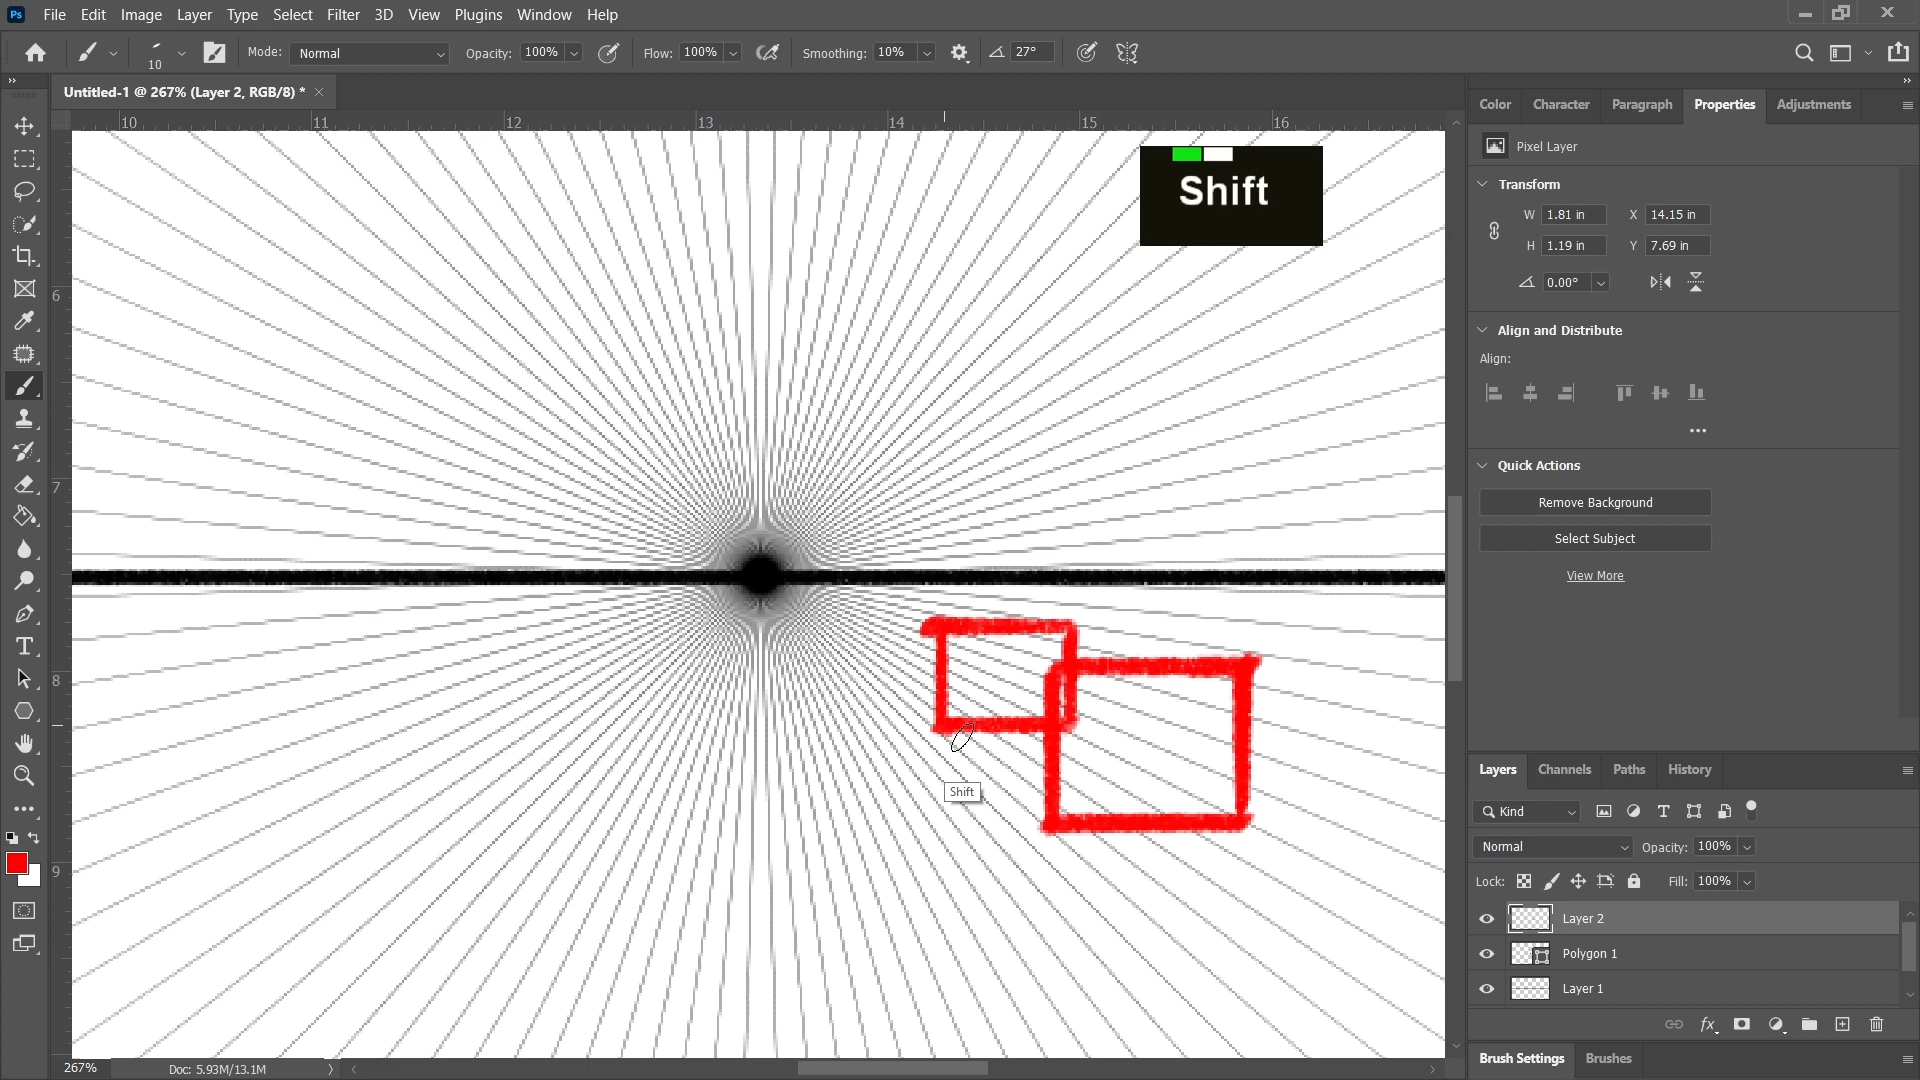 Ps File Edit Image Layer Type Select Filter 3D View Plugins Window Help
10 Mode: Normal Opacity: 100% Flow: 100% Smoothing: 10% 27°
Untitled-1 @ 267% (Layer 2, RGB/8) *
10 11 12 13 14 15 16
6
7
8
9
Shift
Shift
267% Doc: 5.93M/13.1M
Color Character Paragraph Properties Adjustments
Pixel Layer
Transform
W 1.81 in X 14.15 in
H 1.19 in Y 7.69 in
0.00°
Align and Distribute
Align:
Quick Actions
Remove Background
Select Subject
View More
Layers Channels Paths History
Kind
Normal Opacity: 100%
Lock: Fill: 100%
Layer 2
Polygon 1
Layer 1
fx
Brush Settings Brushes